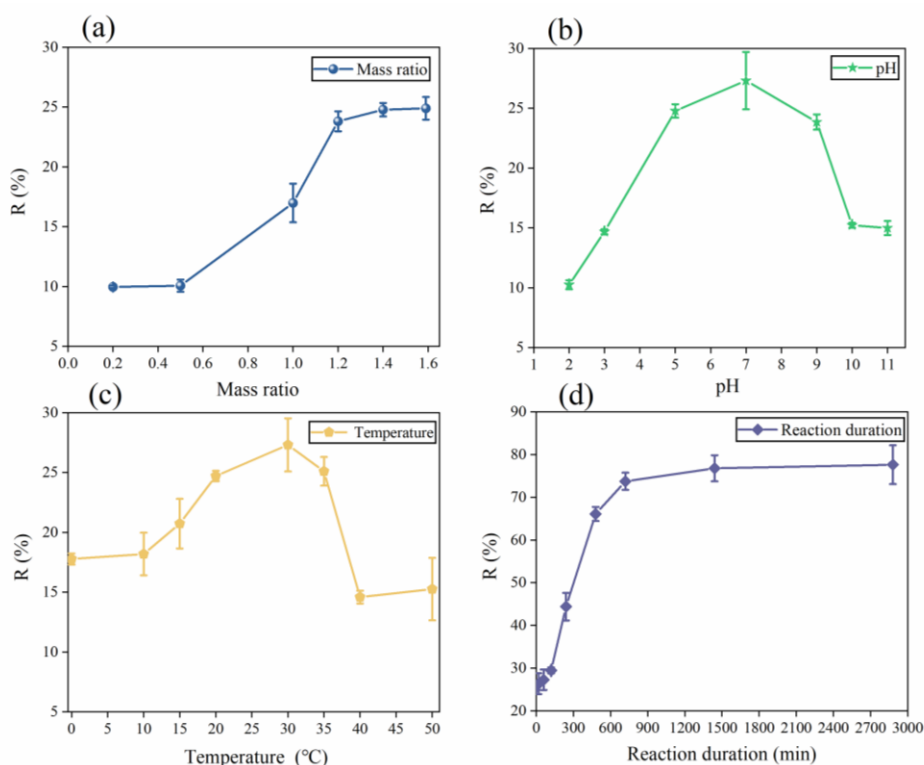 (a)
Mass ratio
30
25
20
15
10
5
R (%)
0.0 0.2 0.4 0.6 0.8 1.0 1.2 1.4 1.6
Mass ratio
(b)
pH
30
25
20
15
10
5
R (%)
1 2 3 4 5 6 7 8 9 10 11
pH
(c)
Temperature
30
25
20
15
10
5
R (%)
0 5 10 15 20 25 30 35 40 45 50
Temperature (℃)
(d)
Reaction duration
90
80
70
60
50
40
30
20
R (%)
0 300 600 900 1200 1500 1800 2100 2400 2700 3000
Reaction duration (min)